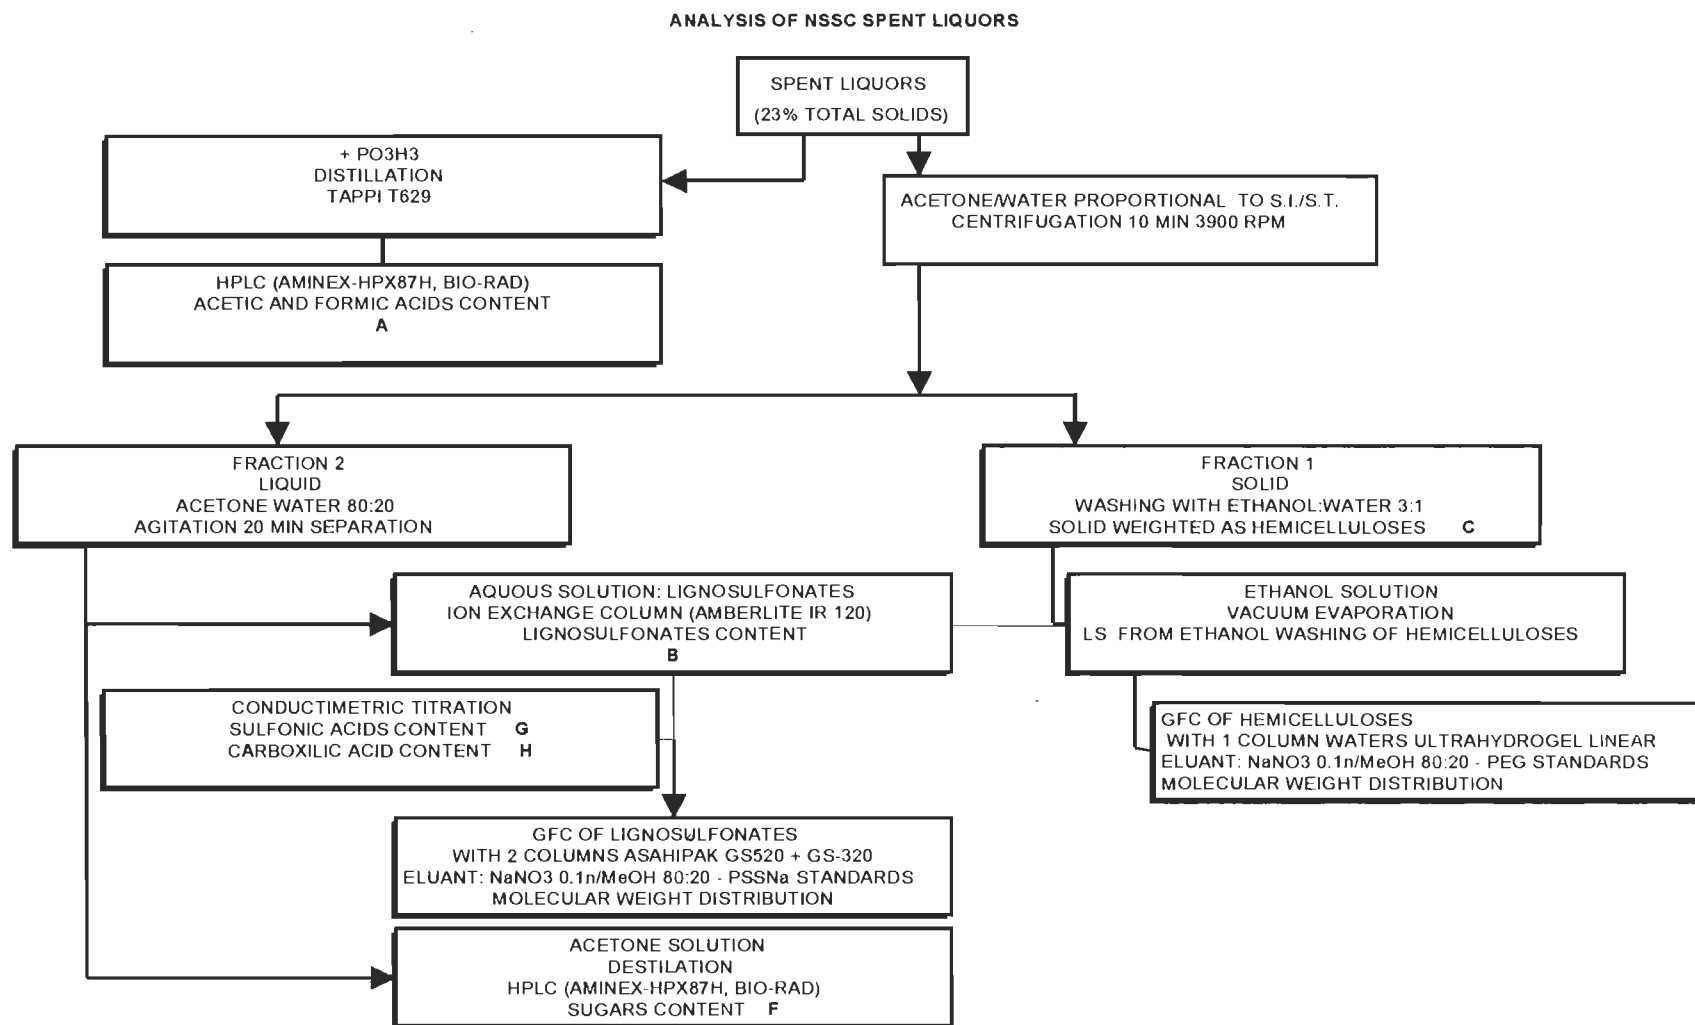 ANALYSIS OF NSSC SPENT LIQUORS
SPENT LIQUORS
(23% TOTAL SOLIDS)
+ PO3H3
DISTILLATION
TAPPI T629
ACETONE/WATER PROPORTIONAL TO S.I./S.T.
CENTRIFUGATION 10 MIN 3900 RPM
HPLC (AMINEX-HPX87H, BIO-RAD)
ACETIC AND FORMIC ACIDS CONTENT
A
FRACTION 2
LIQUID
ACETONE WATER 80:20
AGITATION 20 MIN SEPARATION
FRACTION 1
SOLID
WASHING WITH ETHANOL:WATER 3:1
SOLID WEIGHTED AS HEMICELLULOSES C
AQUOUS SOLUTION: LIGNOSULFONATES
ION EXCHANGE COLUMN (AMBERLITE IR 120)
LIGNOSULFONATES CONTENT
B
ETHANOL SOLUTION
VACUUM EVAPORATION
LS FROM ETHANOL WASHING OF HEMICELLULOSES
CONDUCTIMETRIC TITRATION
SULFONIC ACIDS CONTENT G
CARBOXILIC ACID CONTENT H
GFC OF HEMICELLULOSES
WITH 1 COLUMN WATERS ULTRAHYDROGEL LINEAR
ELUANT: NaNO3 0.1n/MeOH 80:20 - PEG STANDARDS
MOLECULAR WEIGHT DISTRIBUTION
GFC OF LIGNOSULFONATES
WITH 2 COLUMNS ASAHIPAK GS520 + GS-320
ELUANT: NaNO3 0.1n/MeOH 80:20 - PSSNa STANDARDS
MOLECULAR WEIGHT DISTRIBUTION
ACETONE SOLUTION
DESTILATION
HPLC (AMINEX-HPX87H, BIO-RAD)
SUGARS CONTENT F